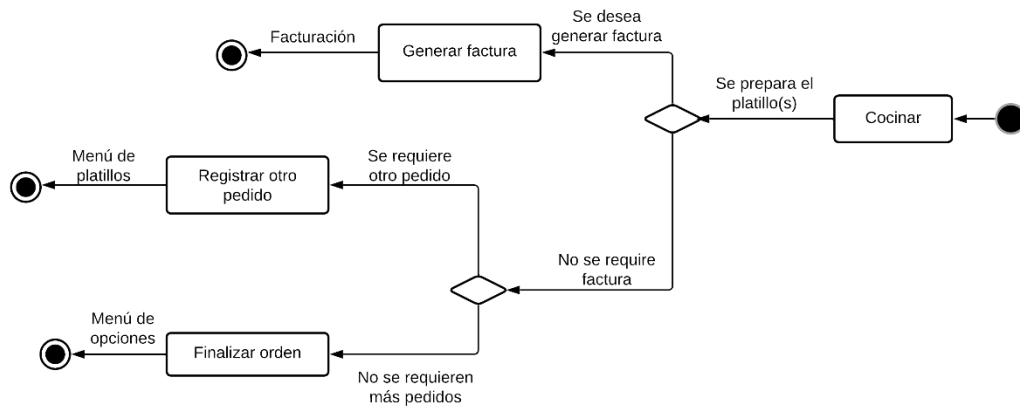 Se desea
generar factura
Facturación
Generar factura
Se prepara el
platillo(s)
Cocinar
Menú de
platillos
Registrar otro
pedido
Se requiere
otro pedido
No se require
factura
Menú de
opciones
Finalizar orden
No se requieren
más pedidos